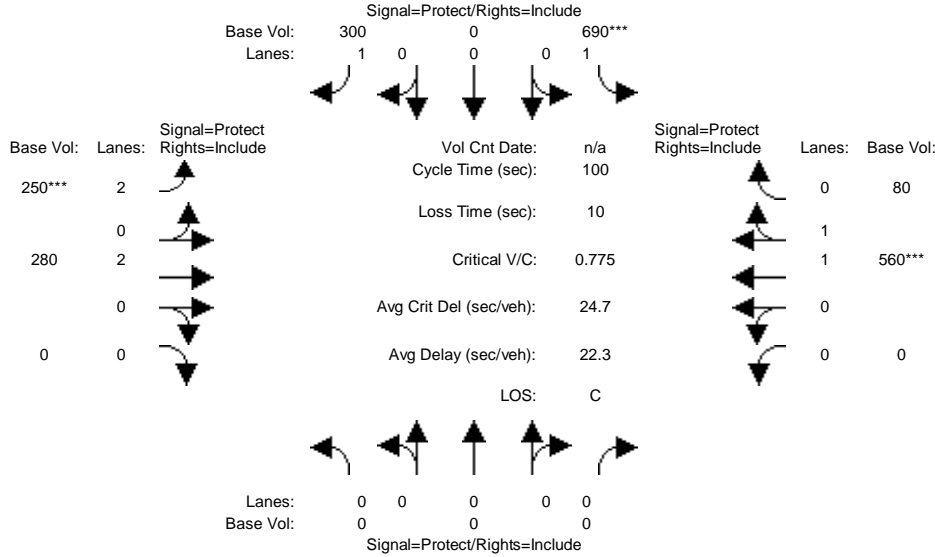 Signal=Protect/Rights=Include
Base Vol: 300 0 690***
Lanes: 1 0 0 0 1
Signal=Protect
Base Vol: Lanes: Rights=Include
250*** 2
0
280 2
0
0 0
Vol Cnt Date: n/a
Cycle Time (sec): 100
Loss Time (sec): 10
Critical V/C: 0.775
Avg Crit Del (sec/veh): 24.7
Avg Delay (sec/veh): 22.3
LOS: C
Signal=Protect
Rights=Include Lanes: Base Vol:
0 80
1
1 560***
0
0 0
Lanes: 0 0 0 0 0
Base Vol: 0 0 0
Signal=Protect/Rights=Include